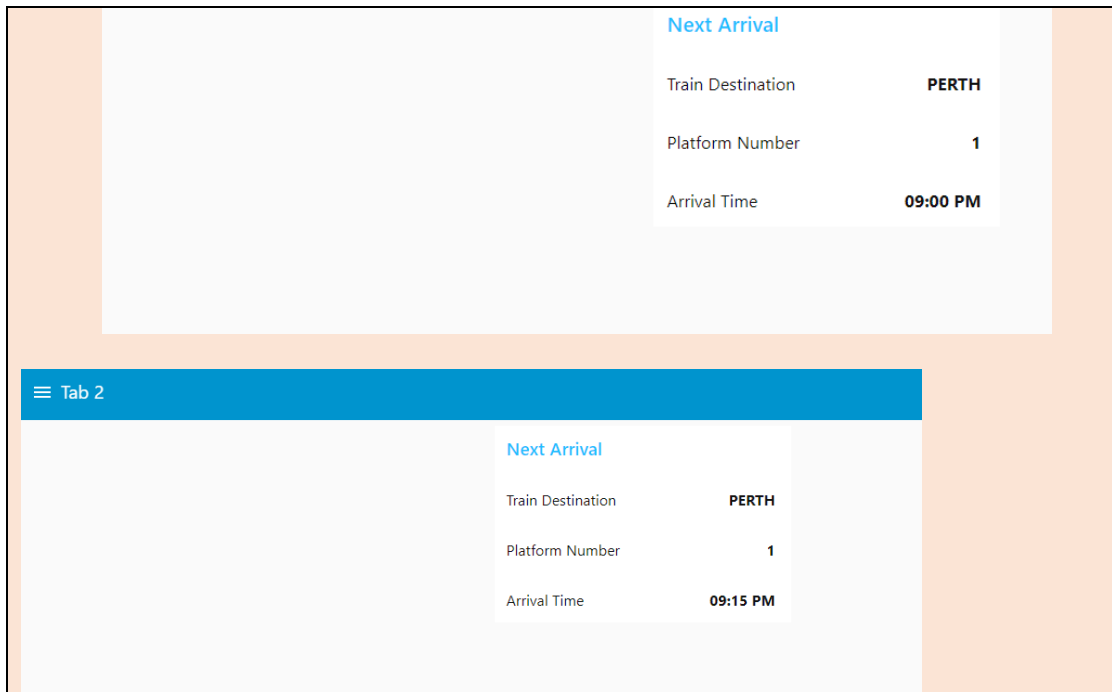 Next Arrival
Train Destination PERTH
Platform Number 1
Arrival Time 09:00 PM
Tab 2
Next Arrival
Train Destination PERTH
Platform Number 1
Arrival Time 09:15 PM